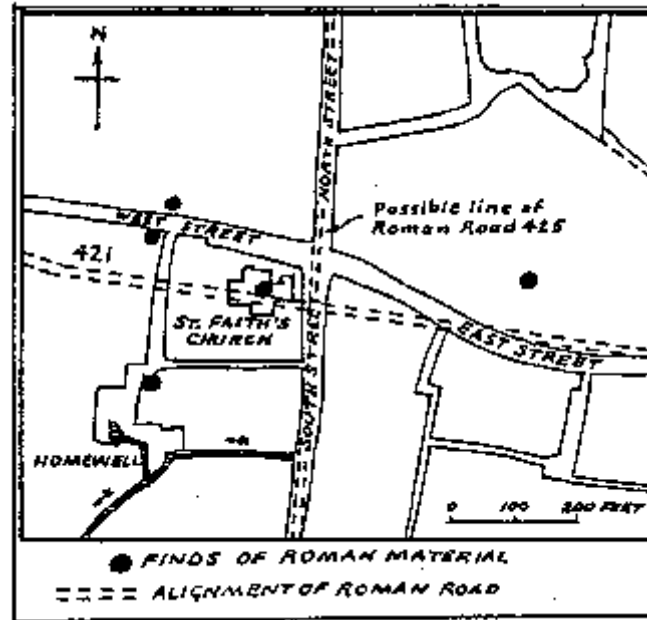 N
NORTH STREET
Possible line of
Roman Road 425
WEST STREET
421
ST. FAITH'S
CHURCH
EAST STREET
SOUTH STREET
HOMEWELL
0 100 200 FEET
FINDS OF ROMAN MATERIAL
ALIGNMENT OF ROMAN ROAD